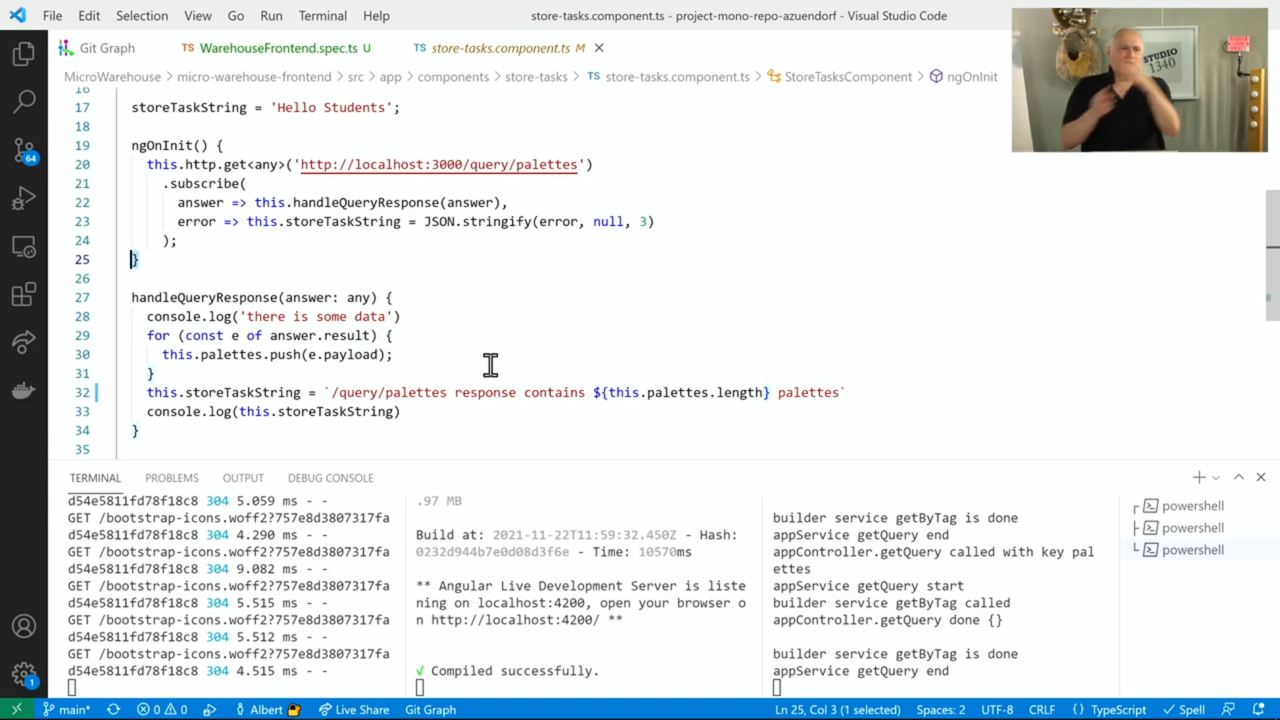 File Edit Selection View Go Run Terminal Help store-tasks.component.ts - project-mono-repo-azuendorf - Visual Studio Code
Git Graph TS WarehouseFrontend.spec.ts U TS store-tasks.component.ts M
MicroWarehouse > micro-warehouse-frontend > src > app > components > store-tasks > TS store-tasks.component.ts > StoreTasksComponent > ngOnInit
STUDIO
1340
16
17 storeTaskString = 'Hello Students';
18
19 ngOnInit() {
20 this.http.get<any>('http://localhost:3000/query/palettes')
21 .subscribe(
22 answer => this.handleQueryResponse(answer),
23 error => this.storeTaskString = JSON.stringify(error, null, 3)
24 );
25 }
26
27 handleQueryResponse(answer: any) {
28 console.log('there is some data')
29 for (const e of answer.result) {
30 this.palettes.push(e.payload);
31 }
32 this.storeTaskString = `/query/palettes response contains ${this.palettes.length} palettes`
33 console.log(this.storeTaskString)
34 }
35
64
1
TERMINAL PROBLEMS OUTPUT DEBUG CONSOLE
d54e5811fd78f18c8 304 5.059 ms - -
GET /bootstrap-icons.woff2?757e8d3807317fa
d54e5811fd78f18c8 304 4.290 ms - -
GET /bootstrap-icons.woff2?757e8d3807317fa
d54e5811fd78f18c8 304 9.082 ms - -
GET /bootstrap-icons.woff2?757e8d3807317fa
d54e5811fd78f18c8 304 5.515 ms - -
GET /bootstrap-icons.woff2?757e8d3807317fa
d54e5811fd78f18c8 304 5.512 ms - -
GET /bootstrap-icons.woff2?757e8d3807317fa
d54e5811fd78f18c8 304 4.515 ms - -
.97 MB
Build at: 2021-11-22T11:59:32.450Z - Hash:
0232d944b7e0d08d3f6e - Time: 10570ms
** Angular Live Development Server is liste
ning on localhost:4200, open your browser o
n http://localhost:4200/ **
√ Compiled successfully.
builder service getByTag is done
appService getQuery end
appController.getQuery called with key pal
ettes
appService getQuery start
builder service getByTag called
appController.getQuery done {}
builder service getByTag is done
appService getQuery end
powershell
powershell
powershell
main* 0 0 Albert Live Share Git Graph Ln 25, Col 3 (1 selected) Spaces: 2 UTF-8 CRLF TypeScript Spell